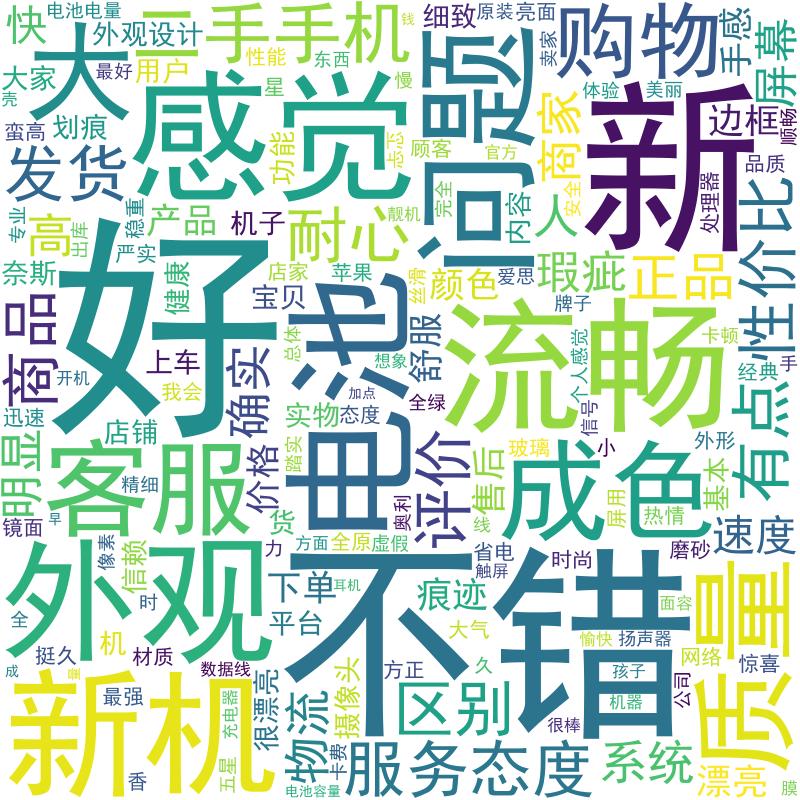 快
电池电量
外观设计
二手手机
细致
原装
亮面
购物
手感
屏幕
大家
大
最好
用户
性能
东西
钱
星
慢
卖家
体验
美丽
顺畅
壳
蛮高
划痕
感觉
功能
忐忑
顾客
问题
官方
商家
新
边框
品质
安全
发货
专业
稳重
产品
机子
耐心
靓机
完全
内容
人
处理器
性价比
高
出库
严实
奈斯
健康
店家
苹果
丝滑
颜色
爱思
瑕疵
正品
商品
好
宝贝
电池
舒服
牌子
卡顿
开机
上车
我会
确实
总体
想象
加点
全绿
流畅
个人感觉
信号
经典
手
迅速
店铺
实物
态度
踏实
奥利
评价
玻璃
小
外形
有点
明显
客服
精细
价格
售后
成色
屏用
热情
基本
镜面
早
贷
线
像素
信赖
力
方面
全原
虚假
省电
触屏
时尚
磨砂
速度
外观
时
下单
平台
耳机
不错
痕迹
大气
愉快
扬声器
面容
质量
全
机
挺久
材质
数据线
方正
久
孩子
网络
惊喜
成
新机
量
最强
很漂亮
物流
摄像头
区别
机器
公司
香
五星
充电器
卡费
服务态度
很棒
系统
漂亮
电池容量
膜